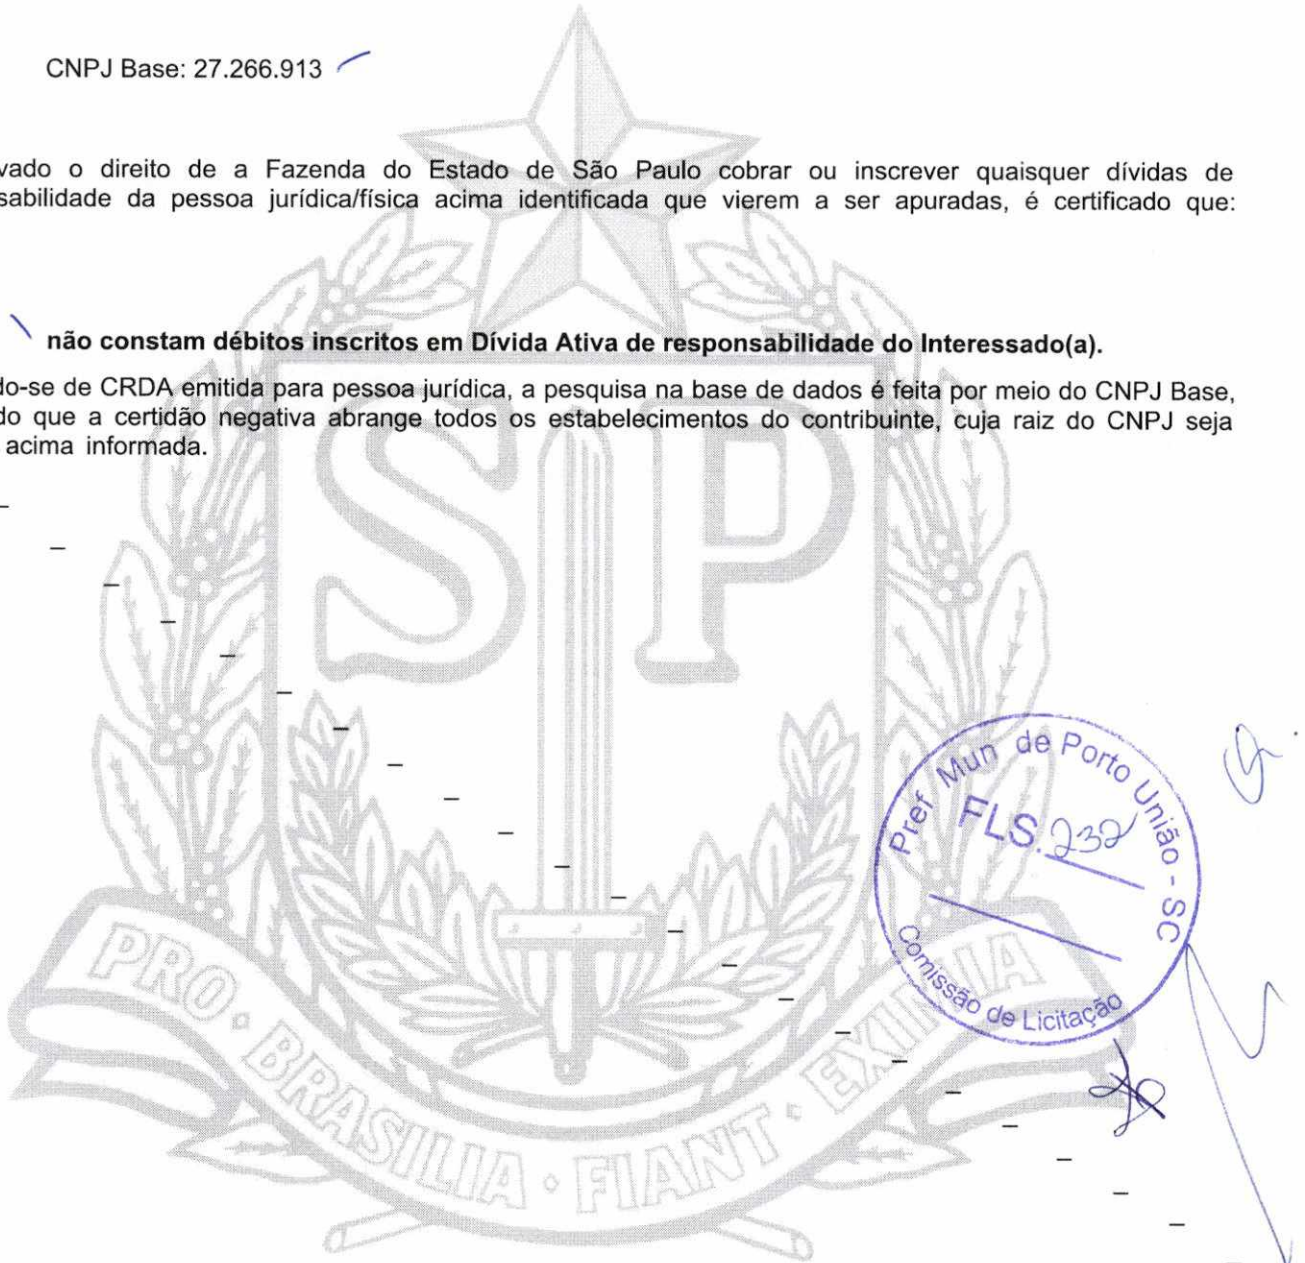 CNPJ Base: 27.266.913
vado o direito de a Fazenda do Estado de São Paulo cobrar ou inscrever quaisquer dívidas de
sabilidade da pessoa jurídica/física acima identificada que vierem a ser apuradas, é certificado que:
não constam débitos inscritos em Dívida Ativa de responsabilidade do Interessado(a).
do-se de CRDA emitida para pessoa jurídica, a pesquisa na base de dados é feita por meio do CNPJ Base,
do que a certidão negativa abrange todos os estabelecimentos do contribuinte, cuja raiz do CNPJ seja
acima informada.
SP
Pref Mun de Porto União - SC
FLS. 232
Comissão de Licitação
PRO · BRASILIA · FIANT · EXIMIA